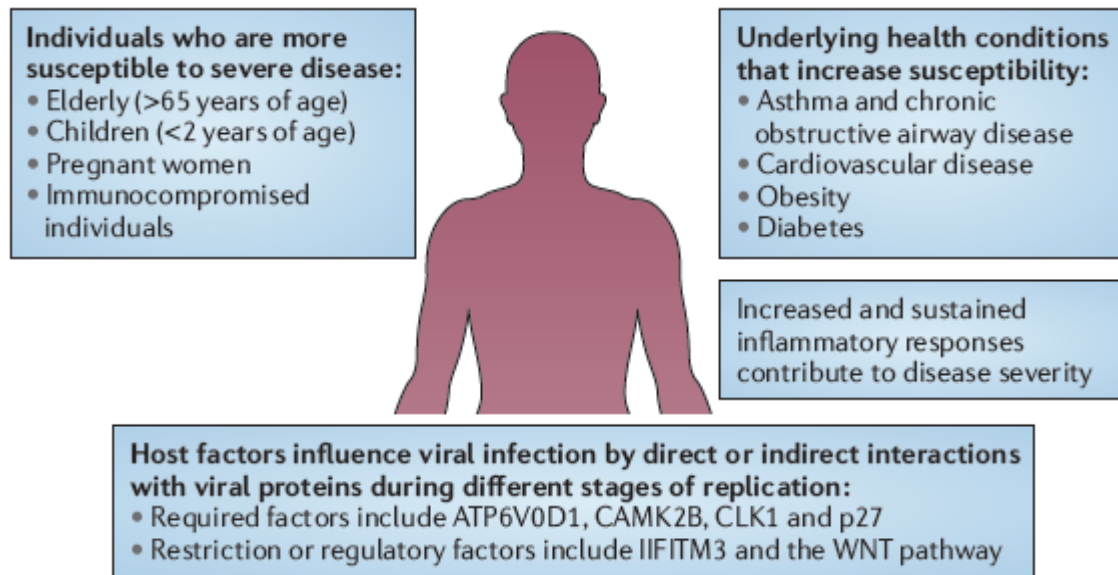 Individuals who are more
susceptible to severe disease:
• Elderly (>65 years of age)
• Children (<2 years of age)
• Pregnant women
• Immunocompromised
individuals
Underlying health conditions
that increase susceptibility:
• Asthma and chronic
obstructive airway disease
• Cardiovascular disease
• Obesity
• Diabetes
Increased and sustained
inflammatory responses
contribute to disease severity
Host factors influence viral infection by direct or indirect interactions
with viral proteins during different stages of replication:
• Required factors include ATP6V0D1, CAMK2B, CLK1 and p27
• Restriction or regulatory factors include IIFITM3 and the WNT pathway